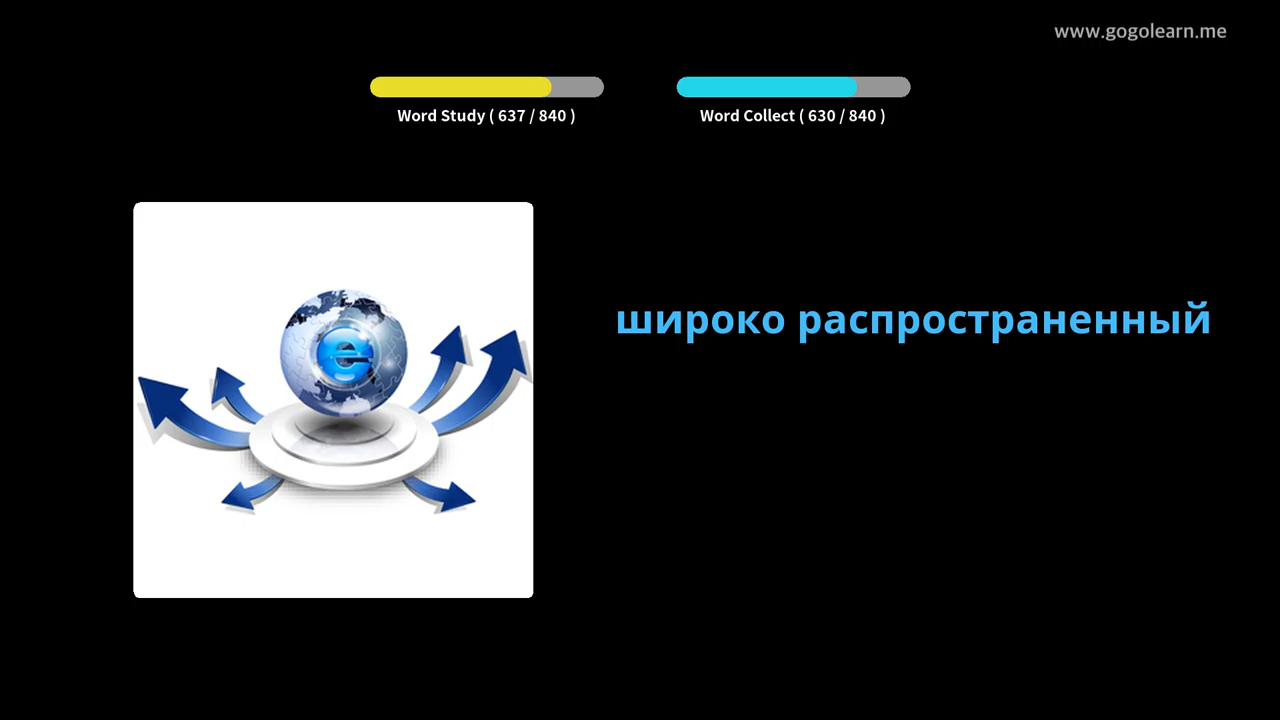 www.gogolearn.me
Word Study ( 637 / 840 )
Word Collect ( 630 / 840 )
e
широко распространенный